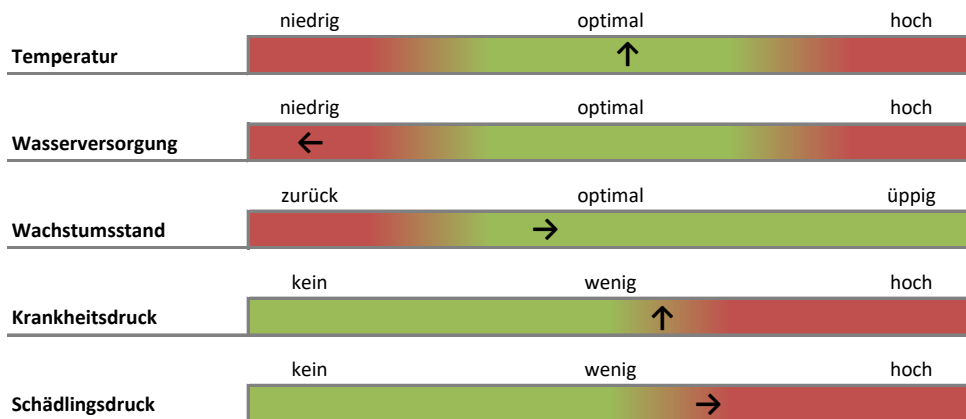 niedrig optimal hoch
Temperatur ↑
niedrig optimal hoch
Wasserversorgung ←
zurück optimal üppig
Wachstumsstand →
kein wenig hoch
Krankheitsdruck ↑
kein wenig hoch
Schädlingsdruck →